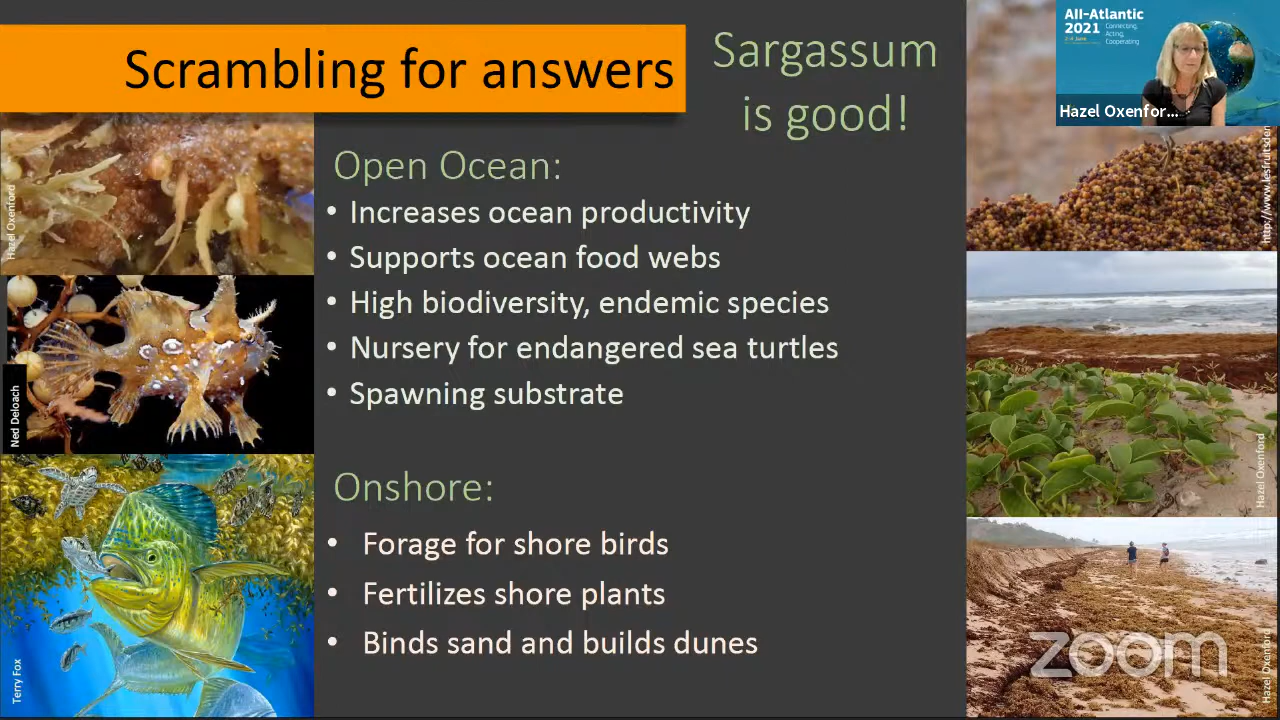 Scrambling for answers
Sargassum
is good!
All-Atlantic
2021
Connecting,
Acting,
Cooperating
Hazel Oxenfor...
Open Ocean:
• Increases ocean productivity
• Supports ocean food webs
• High biodiversity, endemic species
• Nursery for endangered sea turtles
• Spawning substrate
Onshore:
• Forage for shore birds
• Fertilizes shore plants
• Binds sand and builds dunes
Hazel Oxenford
Ned Deloach
Terry Fox
http://www.lesfruitsder
Hazel Oxenford
Hazel Oxenford
zoom